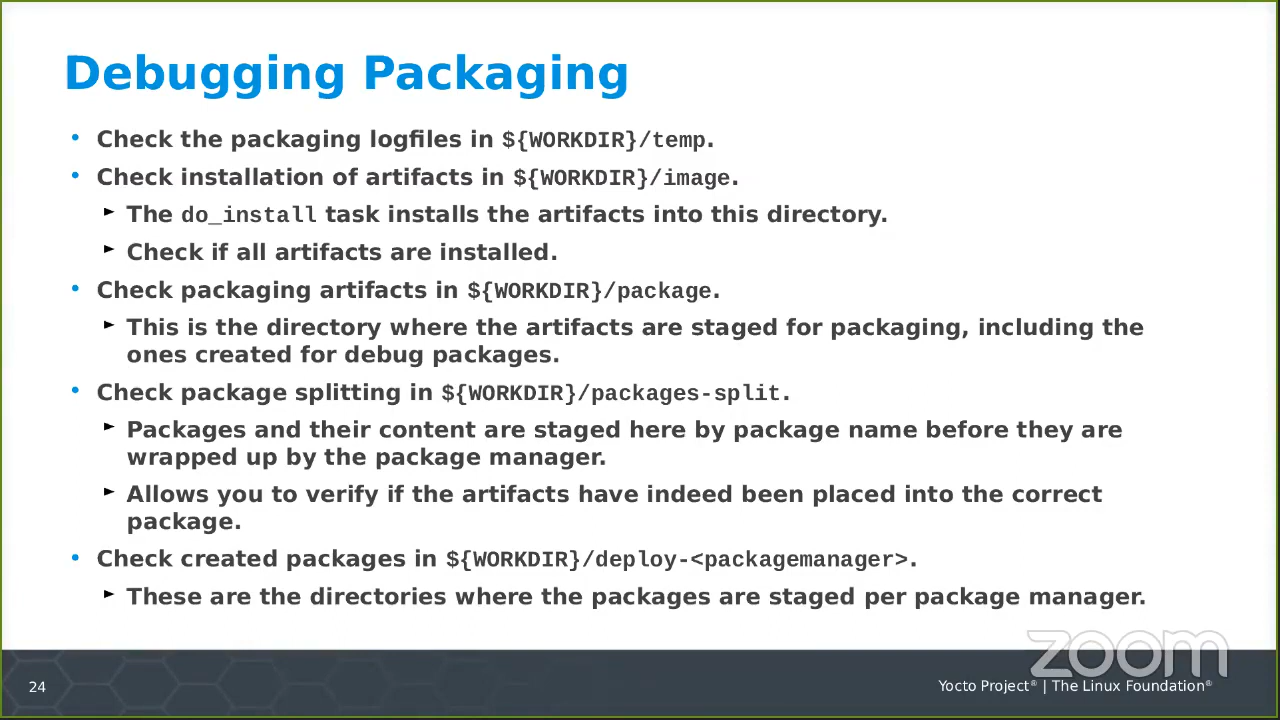 Debugging Packaging
• Check the packaging logfiles in ${WORKDIR}/temp.
• Check installation of artifacts in ${WORKDIR}/image.
► The do_install task installs the artifacts into this directory.
► Check if all artifacts are installed.
• Check packaging artifacts in ${WORKDIR}/package.
► This is the directory where the artifacts are staged for packaging, including the
ones created for debug packages.
• Check package splitting in ${WORKDIR}/packages-split.
► Packages and their content are staged here by package name before they are
wrapped up by the package manager.
► Allows you to verify if the artifacts have indeed been placed into the correct
package.
• Check created packages in ${WORKDIR}/deploy-<packagemanager>.
► These are the directories where the packages are staged per package manager.
zoom
24
Yocto Project® | The Linux Foundation®